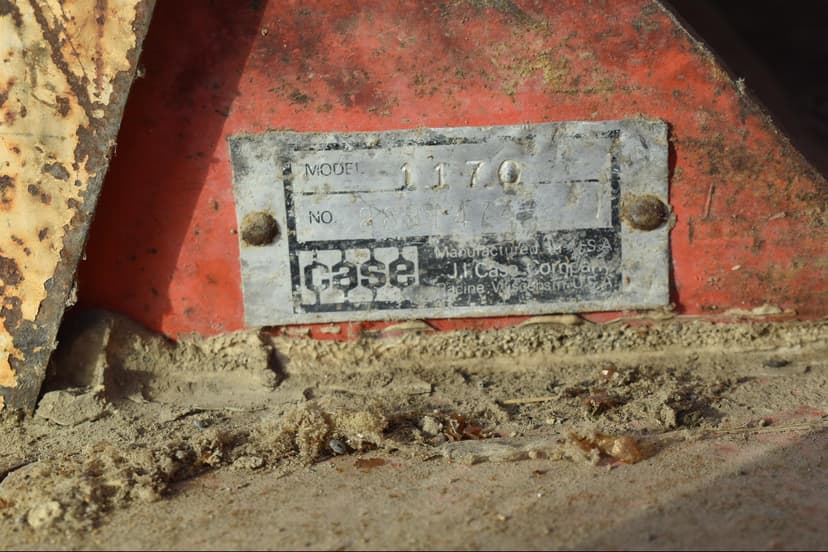 MODEL 1170
NO.
case
Manufactured in U.S.A
J.I. Case Company
Racine, Wisconsin U.S.A